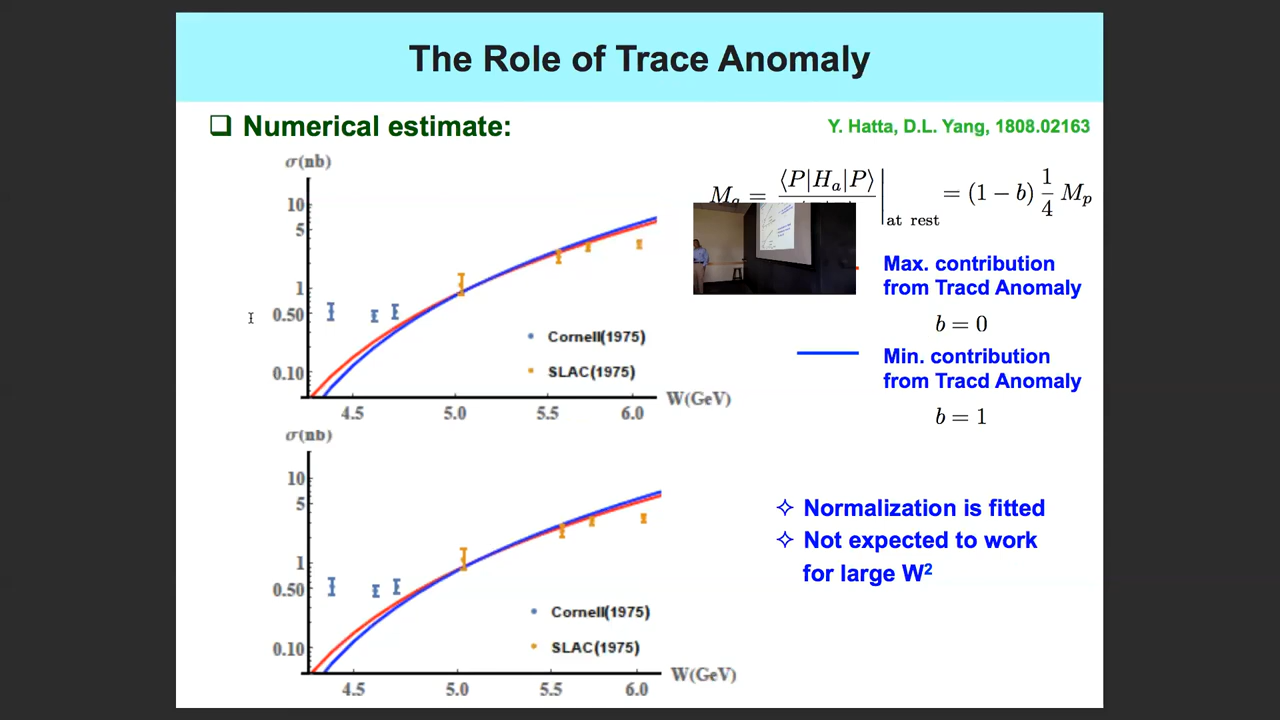 The Role of Trace Anomaly
❑ Numerical estimate:
Y. Hatta, D.L. Yang, 1808.02163
σ(nb)
10
5
1
0.50
0.10
4.5 5.0 5.5 6.0
W(GeV)
Cornell(1975)
SLAC(1975)
M_a = ⟨P|H_a|P⟩ |at rest = (1 − b) 1/4 M_p
Max. contribution
from Tracd Anomaly
b = 0
Min. contribution
from Tracd Anomaly
b = 1
σ(nb)
10
5
1
0.50
0.10
4.5 5.0 5.5 6.0
W(GeV)
Cornell(1975)
SLAC(1975)
✧ Normalization is fitted
✧ Not expected to work
for large W²